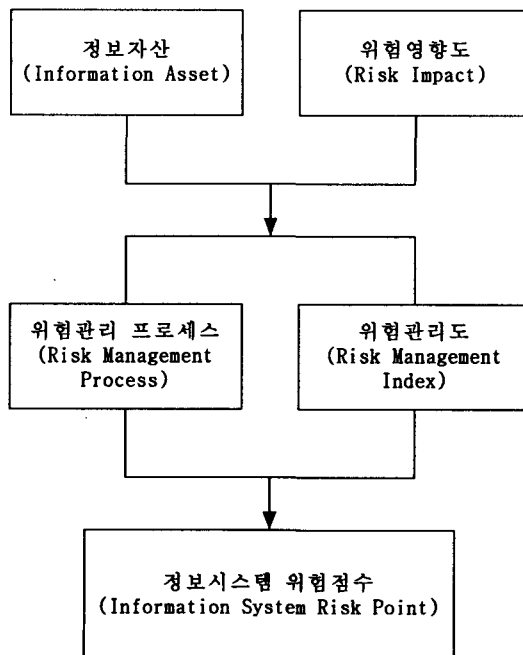 정보자산
(Information Asset)
위험영향도
(Risk Impact)
위험관리 프로세스
(Risk Management
Process)
위험관리도
(Risk Management
Index)
정보시스템 위험점수
(Information System Risk Point)